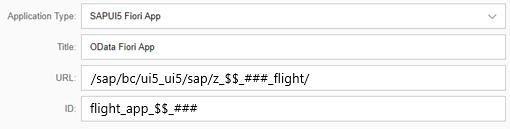 Application Type: SAPUI5 Fiori App
Title: OData Fiori App
URL: /sap/bc/ui5_ui5/sap/z_$$_###_flight/
ID: flight_app_$$_###